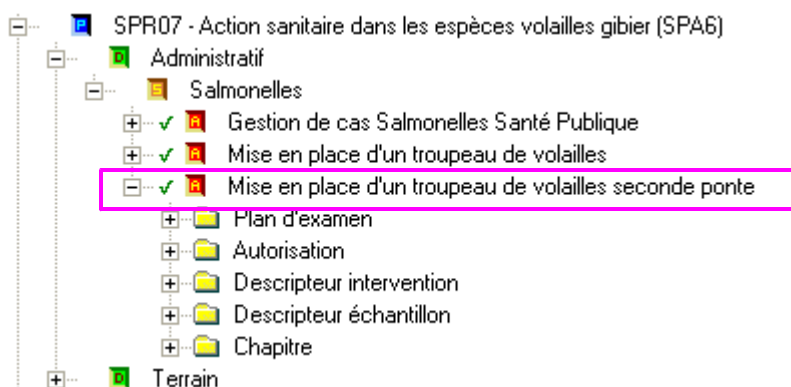 P SPR07 - Action sanitaire dans les espèces volailles gibier (SPA6)
D Administratif
S Salmonelles
A Gestion de cas Salmonelles Santé Publique
A Mise en place d'un troupeau de volailles
A Mise en place d'un troupeau de volailles seconde ponte
Plan d'examen
Autorisation
Descripteur intervention
Descripteur échantillon
Chapitre
D Terrain